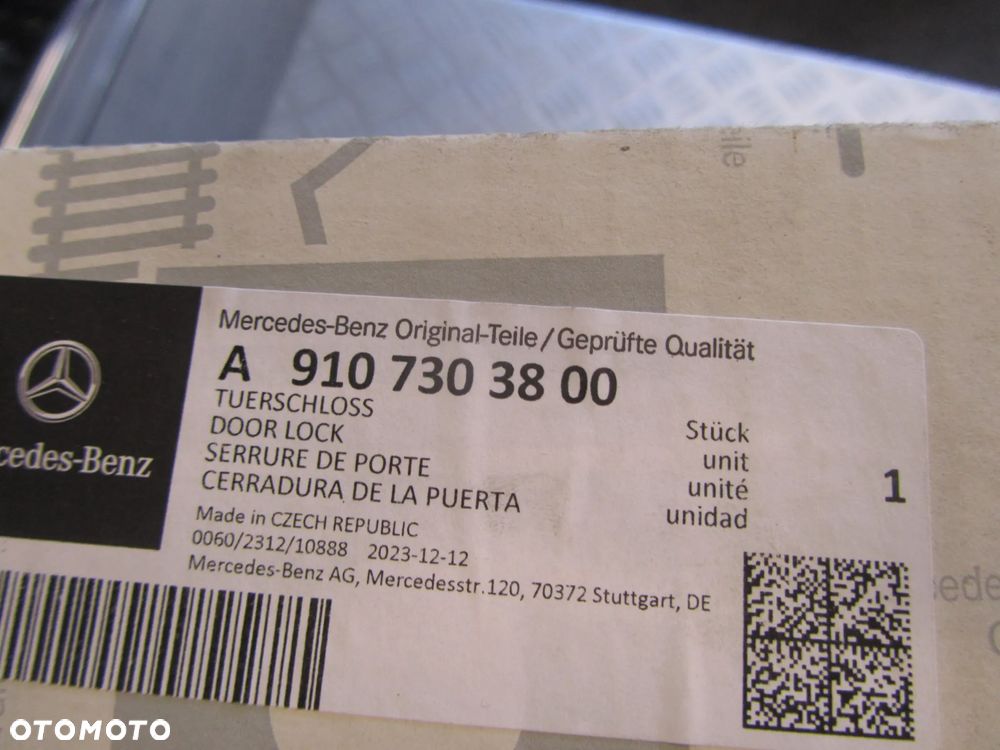 eile
Mercedes-Benz Original-Teile/Geprüfte Qualität
A 910 730 38 00
TUERSCHLOSS
DOOR LOCK
SERRURE DE PORTE
CERRADURA DE LA PUERTA
Stück
unit
unité
unidad
1
cedes-Benz
Made in CZECH REPUBLIC
0060/2312/10888 2023-12-12
Mercedes-Benz AG, Mercedesstr.120, 70372 Stuttgart, DE
OTOMOTO